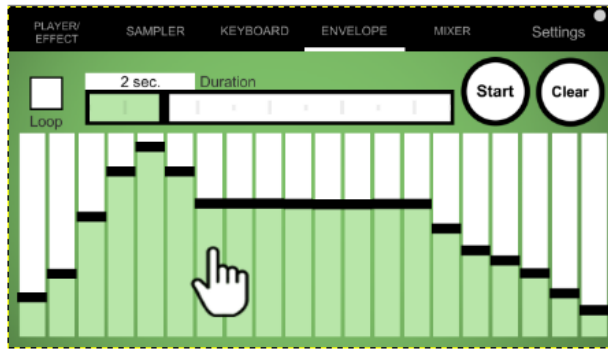 PLAYER/
EFFECT
SAMPLER
KEYBOARD
ENVELOPE
MIXER
Settings
2 sec.
Duration
Start
Clear
Loop